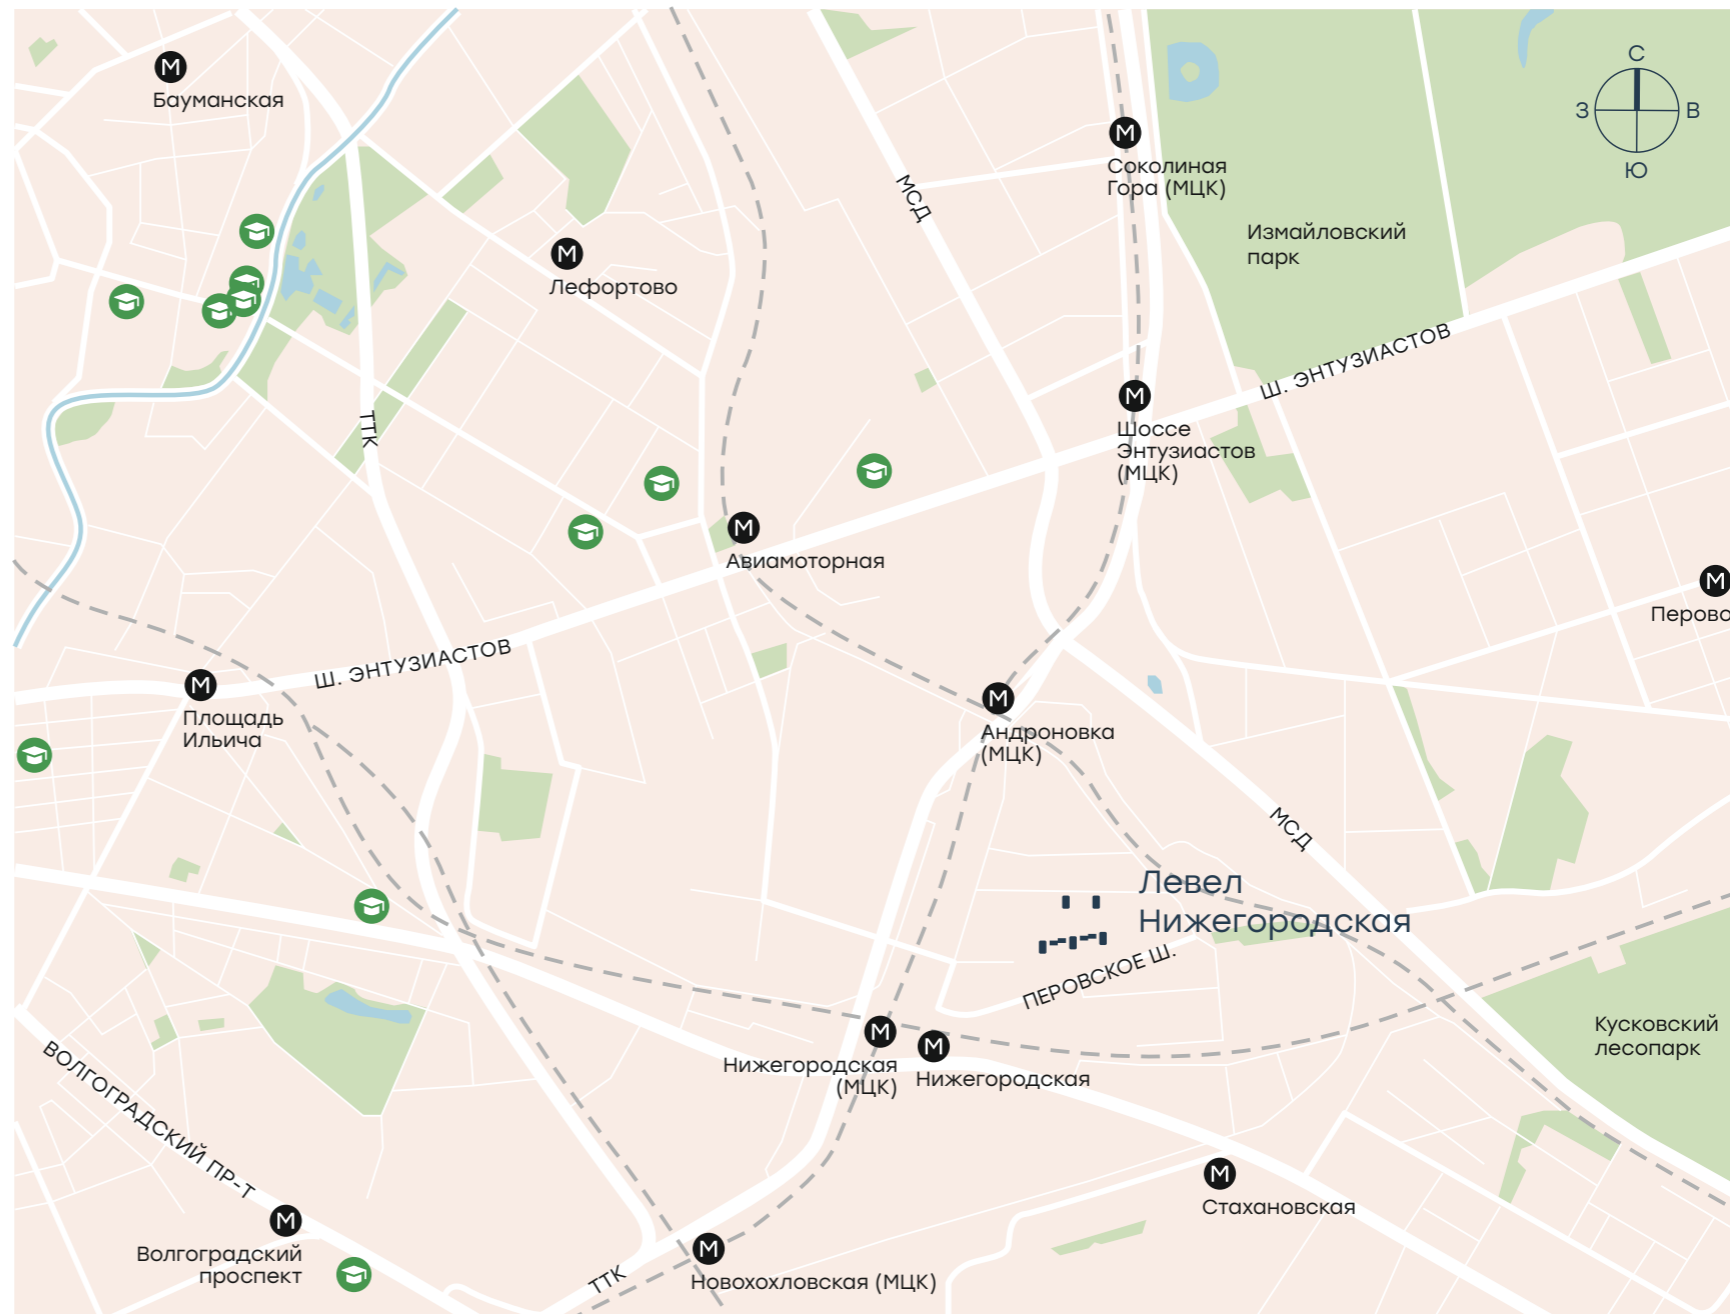 М
Бауманская
С
З
В
Ю
М
Соколиная
Гора (МЦК)
МСД
Измайловский
парк
М
Лефортово
Ш. ЭНТУЗИАСТОВ
М
Шоссе
Энтузиастов
(МЦК)
ТТК
М
Авиамоторная
М
Перово
Ш. ЭНТУЗИАСТОВ
М
Площадь
Ильича
М
Андроновка
(МЦК)
МСД
Левел
Нижегородская
ПЕРОВСКОЕ Ш.
М
Нижегородская
(МЦК)
М
Нижегородская
Кусковский
лесопарк
ВОЛГОГРАДСКИЙ ПР-Т
М
Стахановская
М
Волгоградский
проспект
М
Новохохловская (МЦК)
ТТК